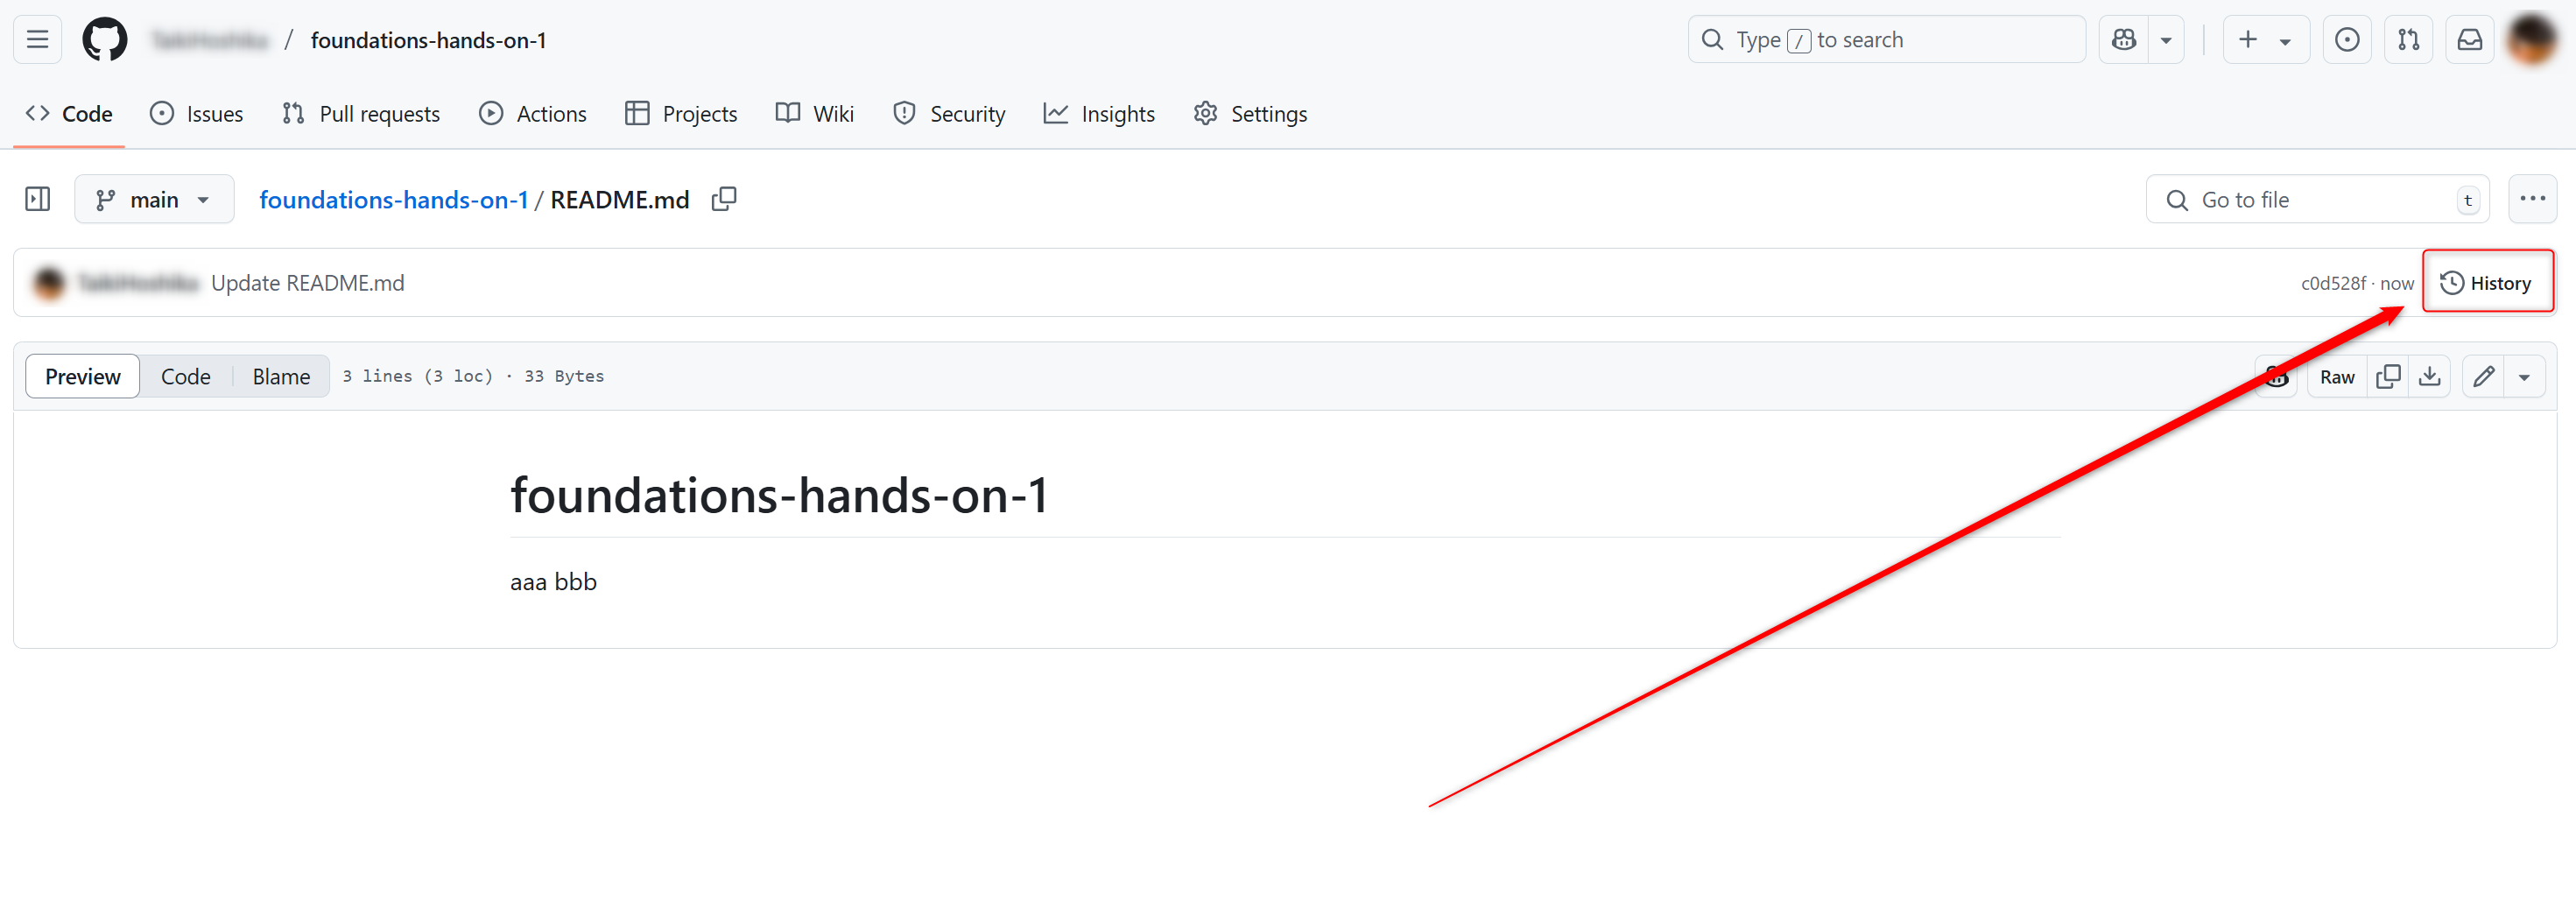 / foundations-hands-on-1
Type / to search
Code Issues Pull requests Actions Projects Wiki Security Insights Settings
main foundations-hands-on-1 / README.md
Go to file t
Update README.md
c0d528f · now History
Preview Code Blame 3 lines (3 loc) · 33 Bytes
Raw
foundations-hands-on-1
aaa bbb